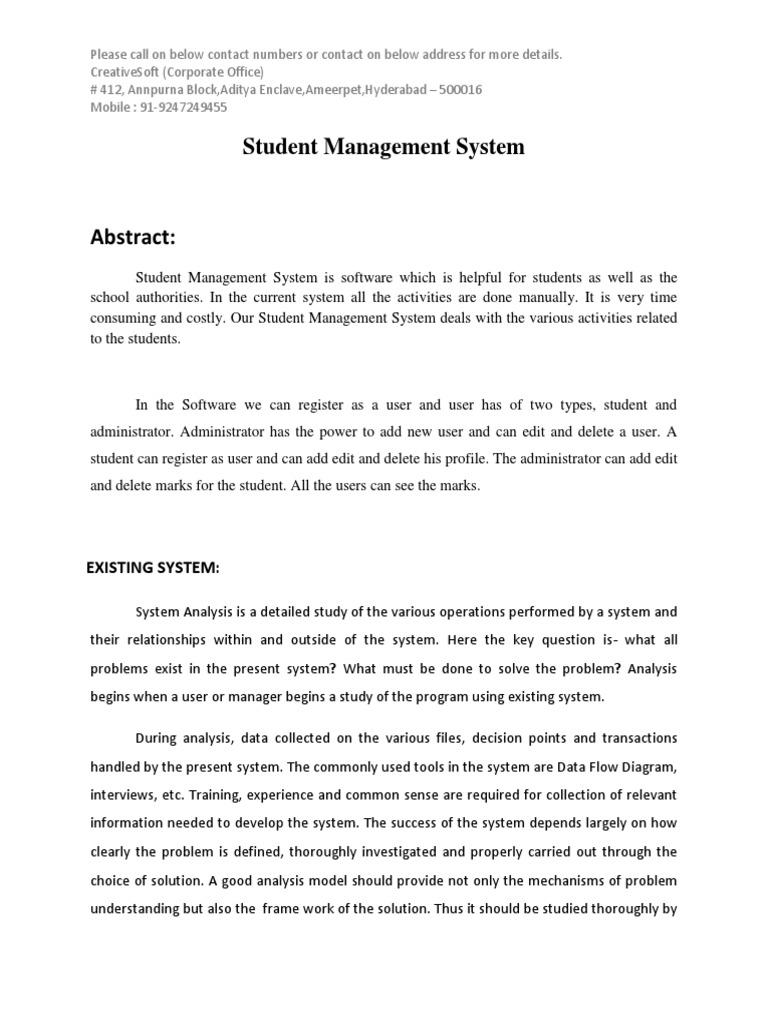 Please call on below contact numbers or contact on below address for more details.
CreativeSoft (Corporate Office)
# 412, Annpurna Block,Aditya Enclave,Ameerpet,Hyderabad – 500016
Mobile : 91-9247249455
Student Management System
Abstract:
Student Management System is software which is helpful for students as well as the
school authorities. In the current system all the activities are done manually. It is very time
consuming and costly. Our Student Management System deals with the various activities related
to the students.
In the Software we can register as a user and user has of two types, student and
administrator. Administrator has the power to add new user and can edit and delete a user. A
student can register as user and can add edit and delete his profile. The administrator can add edit
and delete marks for the student. All the users can see the marks.
EXISTING SYSTEM:
System Analysis is a detailed study of the various operations performed by a system and
their relationships within and outside of the system. Here the key question is- what all
problems exist in the present system? What must be done to solve the problem? Analysis
begins when a user or manager begins a study of the program using existing system.
During analysis, data collected on the various files, decision points and transactions
handled by the present system. The commonly used tools in the system are Data Flow Diagram,
interviews, etc. Training, experience and common sense are required for collection of relevant
information needed to develop the system. The success of the system depends largely on how
clearly the problem is defined, thoroughly investigated and properly carried out through the
choice of solution. A good analysis model should provide not only the mechanisms of problem
understanding but also the  frame work of the solution. Thus it should be studied thoroughly by